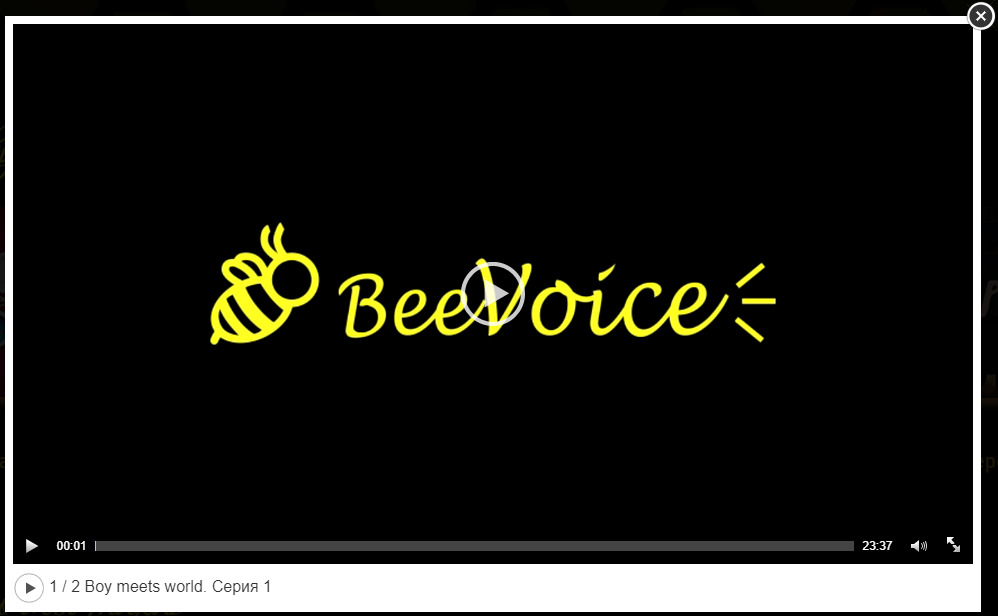 BeeVoice
00:01 23:37
1 / 2 Boy meets world. Серия 1